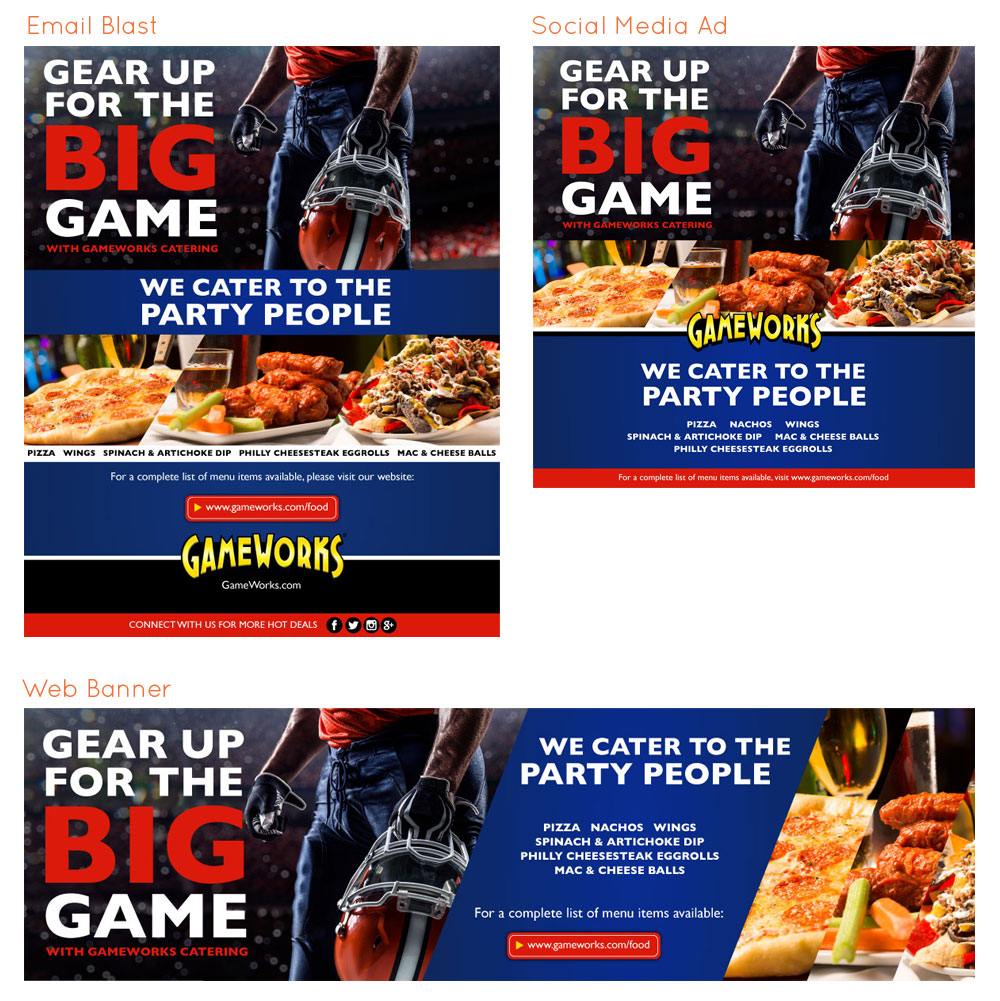 Email Blast
GEAR UP
FOR THE
BIG
GAME
WITH GAMEWORKS CATERING
WE CATER TO THE
PARTY PEOPLE
PIZZA WINGS SPINACH & ARTICHOKE DIP PHILLY CHEESESTEAK EGGROLLS MAC & CHEESE BALLS
For a complete list of menu items available, please visit our website:
www.gameworks.com/food
GAMEWORKS
GameWorks.com
CONNECT WITH US FOR MORE HOT DEALS
Social Media Ad
GEAR UP
FOR THE
BIG
GAME
WITH GAMEWORKS CATERING
GAMEWORKS
WE CATER TO THE
PARTY PEOPLE
PIZZA NACHOS WINGS
SPINACH & ARTICHOKE DIP MAC & CHEESE BALLS
PHILLY CHEESESTEAK EGGROLLS
For a complete list of menu items available, visit www.gameworks.com/food
Web Banner
GEAR UP
FOR THE
BIG
GAME
WITH GAMEWORKS CATERING
WE CATER TO THE
PARTY PEOPLE
PIZZA NACHOS WINGS
SPINACH & ARTICHOKE DIP
PHILLY CHEESESTEAK EGGROLLS
MAC & CHEESE BALLS
For a complete list of menu items available:
www.gameworks.com/food